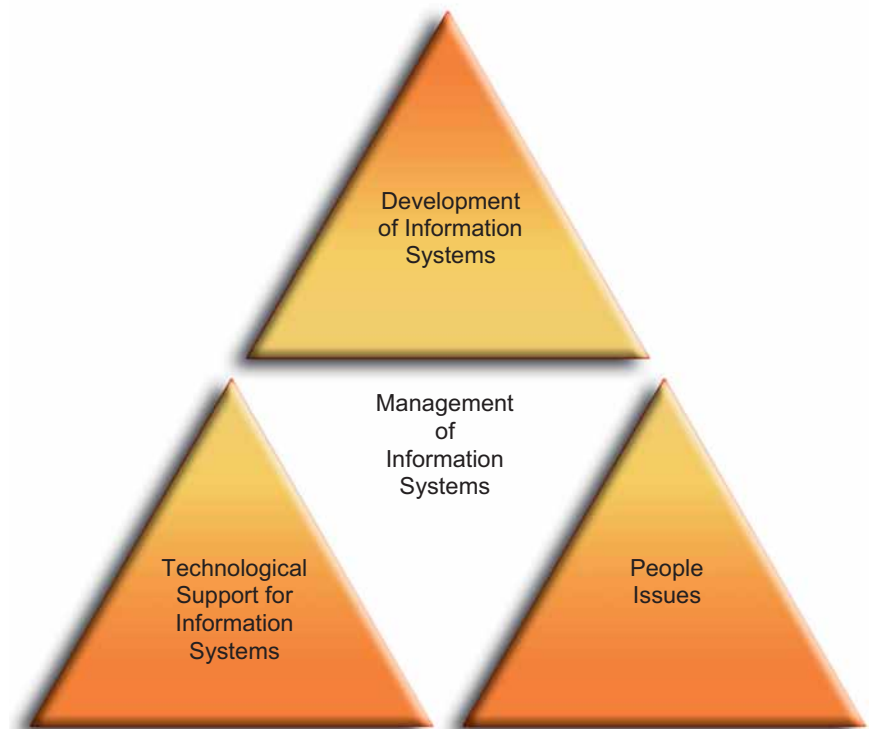 Development
of Information
Systems
Management
of
Information
Systems
Technological
Support for
Information
Systems
People
Issues